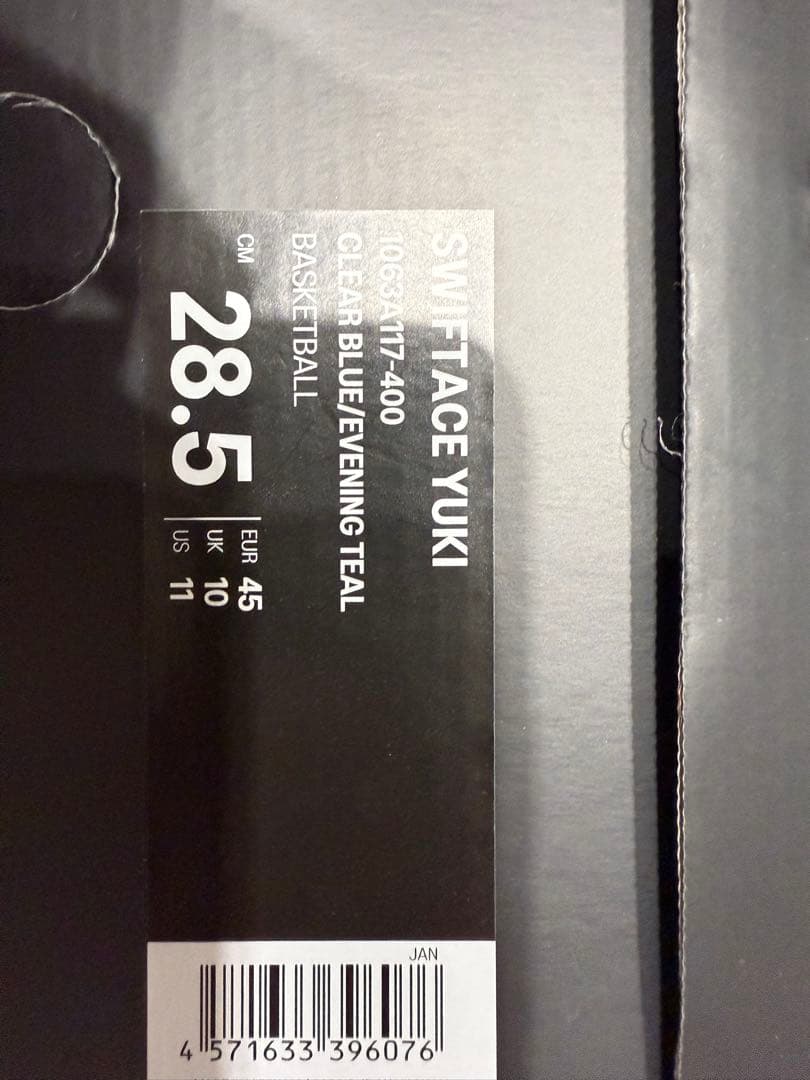 SWIFTACE YUKI
1063A117-400
CLEAR BLUE/EVENING TEAL
BASKETBALL
CM 28.5
EUR 45
UK 10
US 11
JAN
4 571633 396076